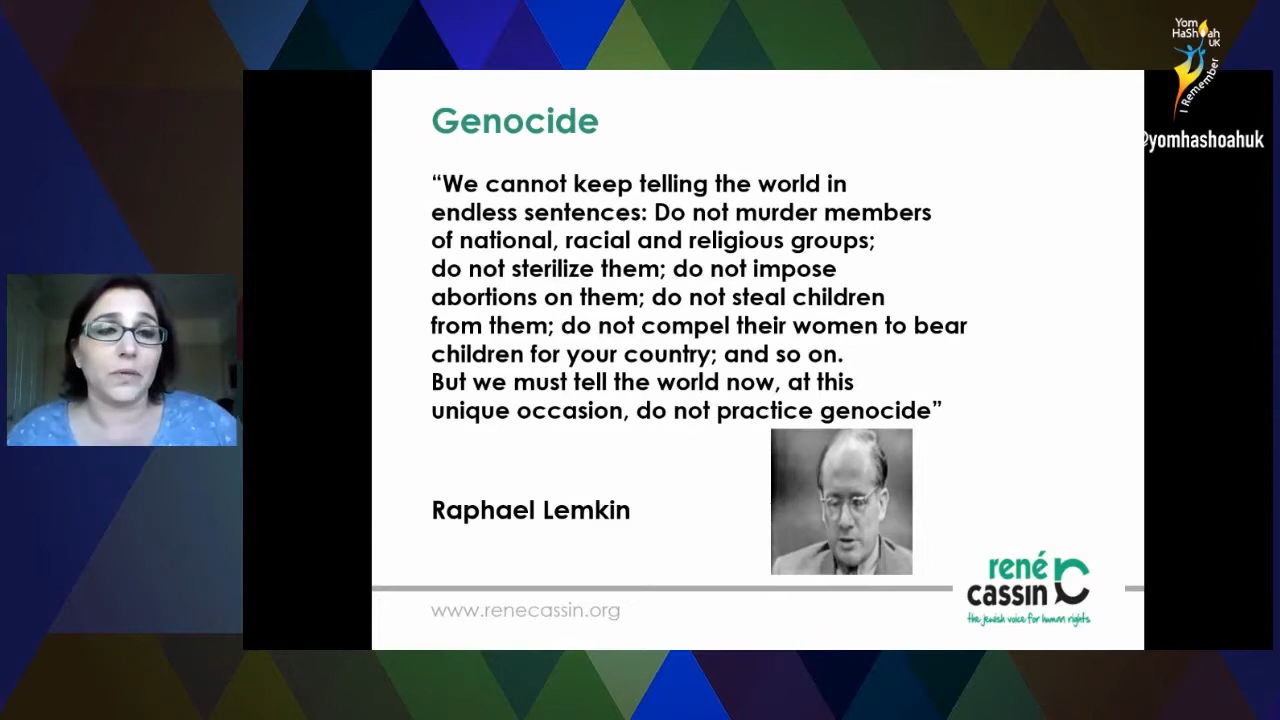 Genocide
“We cannot keep telling the world in
endless sentences: Do not murder members
of national, racial and religious groups;
do not sterilize them; do not impose
abortions on them; do not steal children
from them; do not compel their women to bear
children for your country; and so on.
But we must tell the world now, at this
unique occasion, do not practice genocide”
Raphael Lemkin
www.renecassin.org
rené
cassin
the jewish voice for human rights
Yom
HaShoah
UK
I Remember
@yomhashoahuk